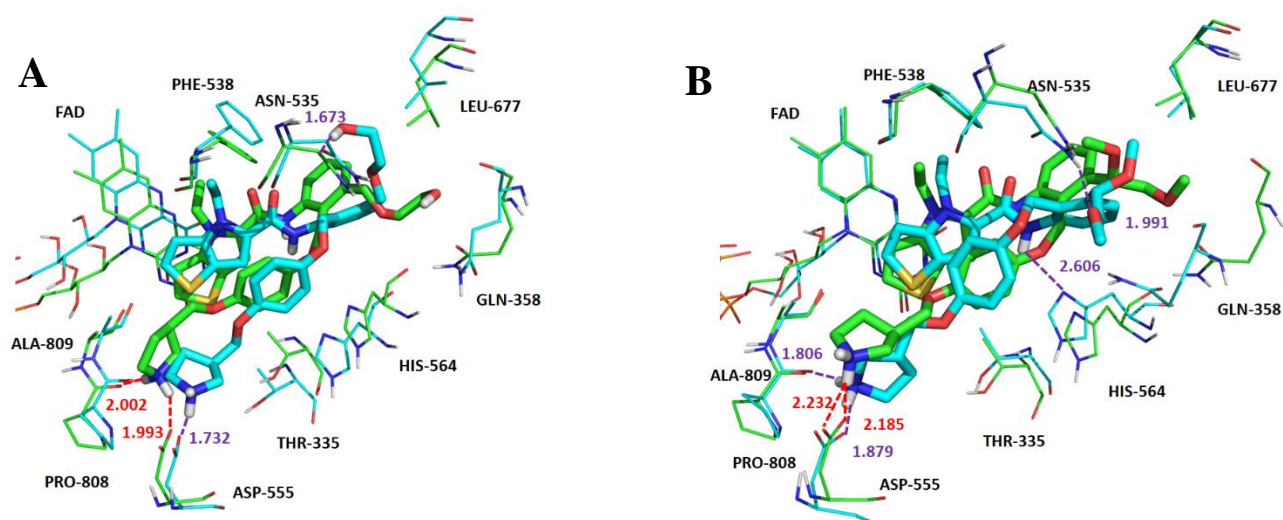 A
PHE-538
ASN-535
1.673
LEU-677
FAD
GLN-358
ALA-809
HIS-564
2.002
1.993
1.732
THR-335
PRO-808
ASP-555
B
PHE-538
ASN-535
LEU-677
FAD
1.991
2.606
GLN-358
1.806
ALA-809
HIS-564
2.232
2.185
THR-335
PRO-808
1.879
ASP-555